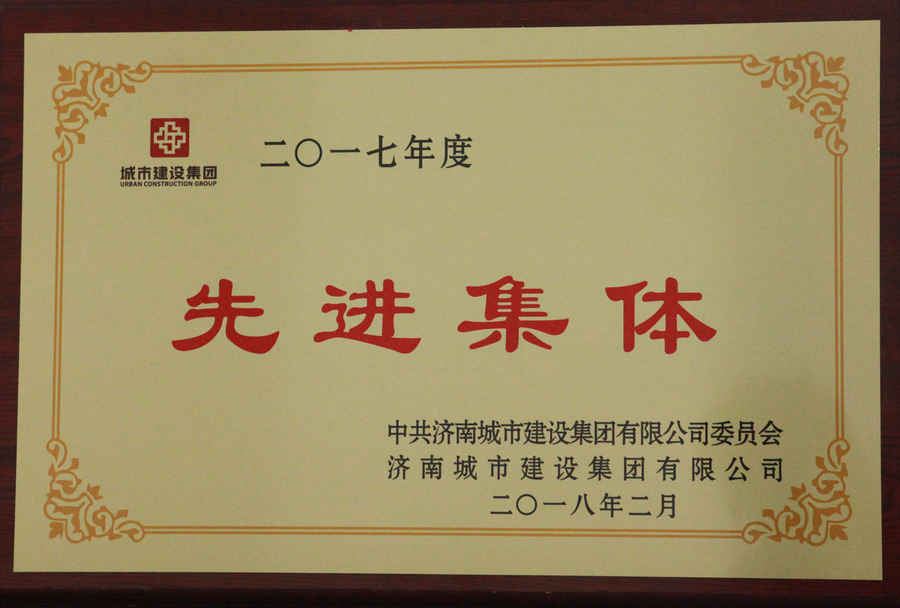 城市建设集团
URBAN CONSTRUCTION GROUP
二〇一七年度
先进集体
中共济南城市建设集团有限公司委员会
济南城市建设集团有限公司
二〇一八年二月